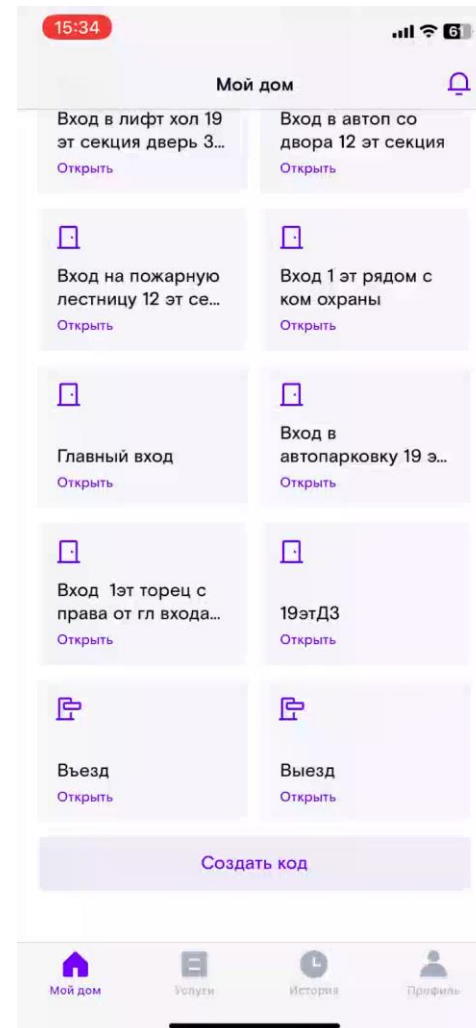 15:34
61
Мой дом
Вход в лифт хол 19
эт секция дверь 3...
Открыть
Вход в автоп со
двора 12 эт секция
Открыть
Вход на пожарную
лестницу 12 эт се...
Открыть
Вход 1 эт рядом с
ком охраны
Открыть
Главный вход
Открыть
Вход в
автопарковку 19 э...
Открыть
Вход  1эт торец с
права от гл входа...
Открыть
19этД3
Открыть
Въезд
Открыть
Выезд
Открыть
Создать код
Мой дом
Услуги
История
Профиль